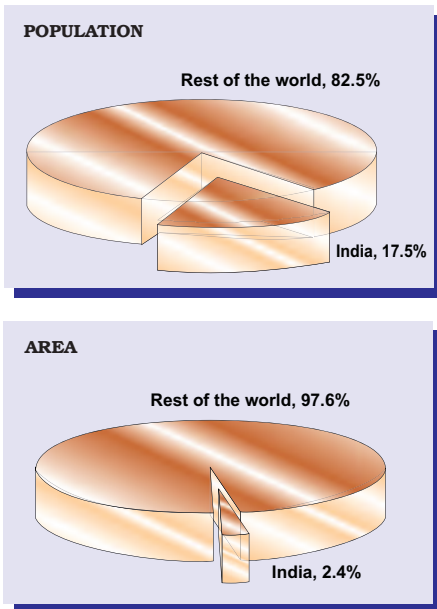 POPULATION
Rest of the world, 82.5%
India, 17.5%
AREA
Rest of the world, 97.6%
India, 2.4%